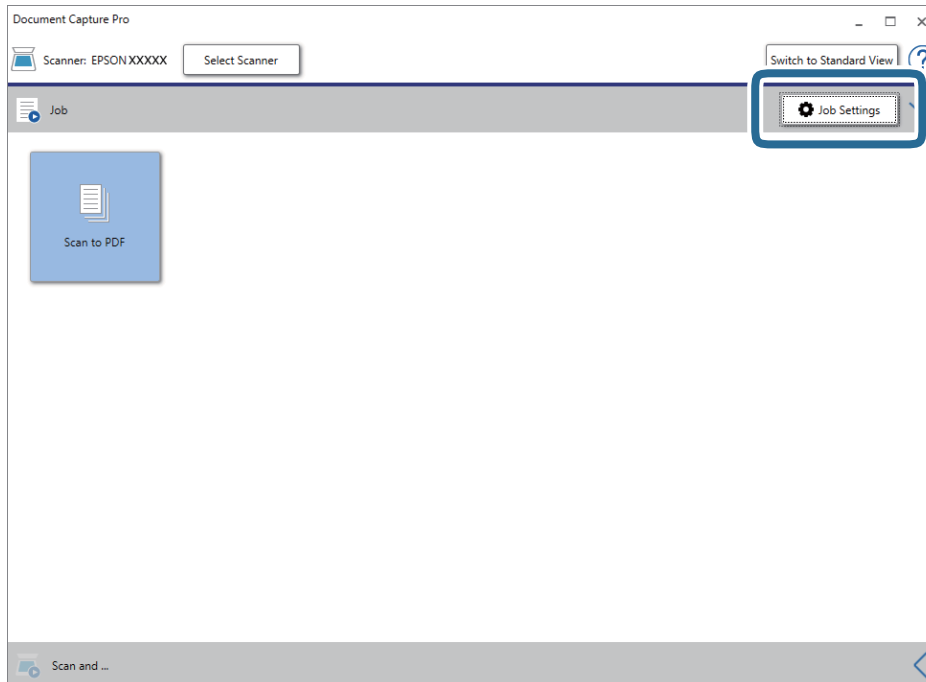 Document Capture Pro
Scanner: EPSON XXXXX
Select Scanner
Switch to Standard View
?
Job
Job Settings
Scan to PDF
Scan and ...